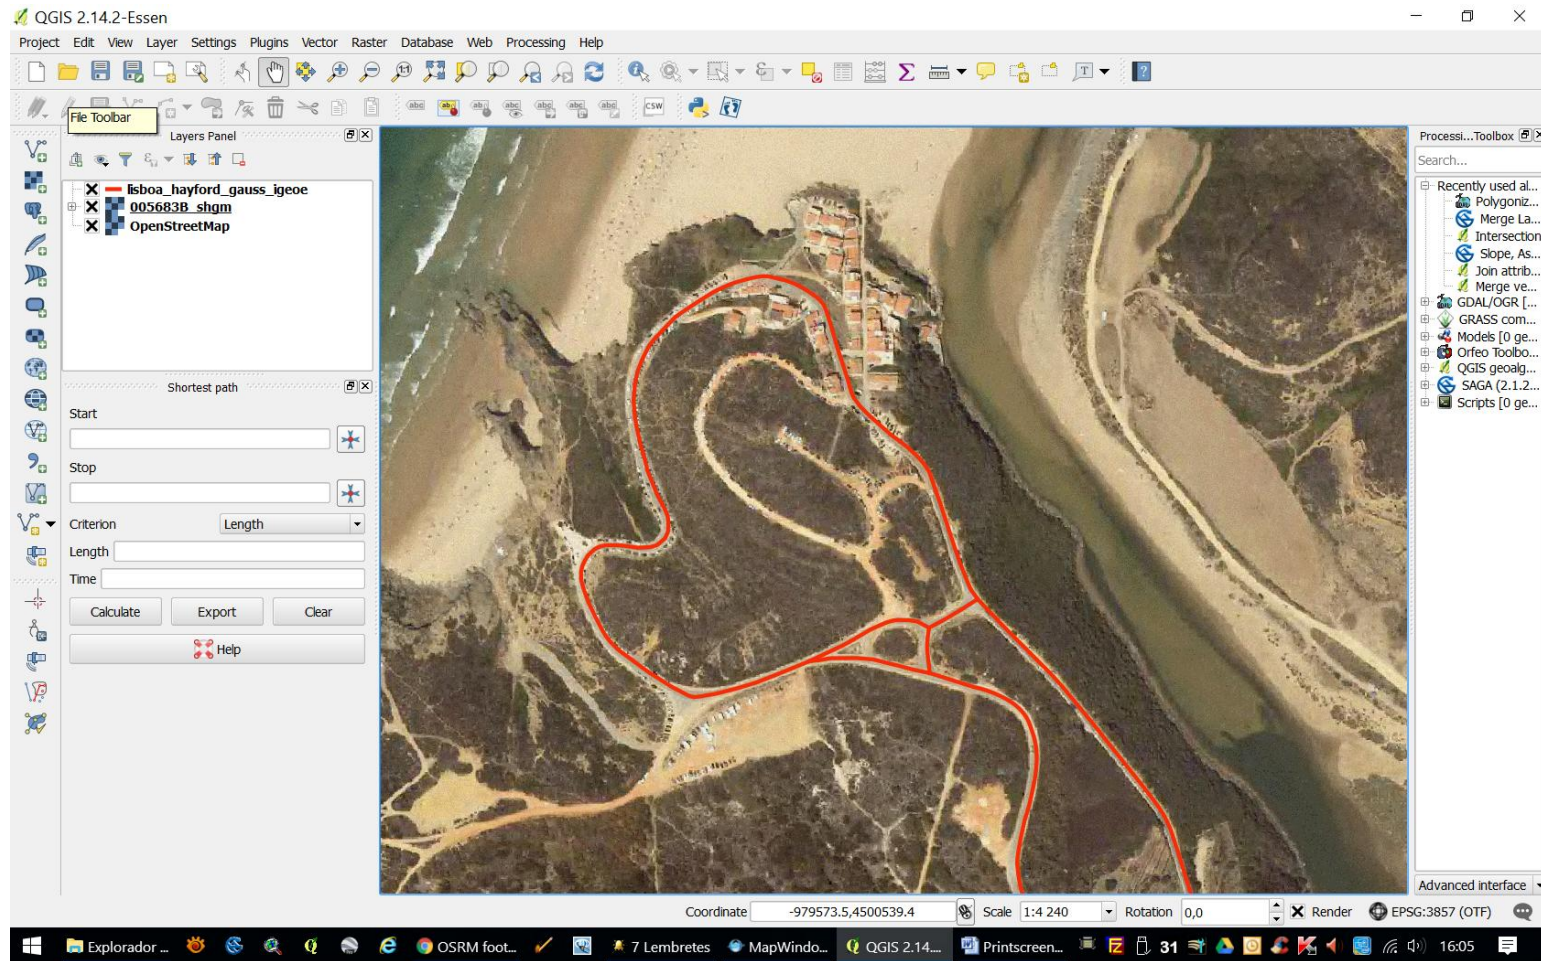 QGIS 2.14.2-Essen
Project Edit View Layer Settings Plugins Vector Raster Database Web Processing Help
File Toolbar
CSW
Layers Panel
Processi...Toolbox
Search...
lisboa_hayford_gauss_igeoe
005683B_shgm
OpenStreetMap
Recently used al...
Polygoniz...
Merge La...
Intersection
Slope, As...
Join attrib...
Merge ve...
GDAL/OGR [...
GRASS com...
Models [0 ge...
Orfeo Toolbo...
QGIS geoalg...
SAGA (2.1.2...
Scripts [0 ge...
Shortest path
Start
Stop
Criterion Length
Length
Time
Calculate Export Clear
Help
Advanced interface
Coordinate -979573.5,4500539.4 Scale 1:4 240 Rotation 0,0 Render EPSG:3857 (OTF)
Explorador ... OSRM foot... 7 Lembretes MapWindo... QGIS 2.14.... Printscreen... 31 16:05